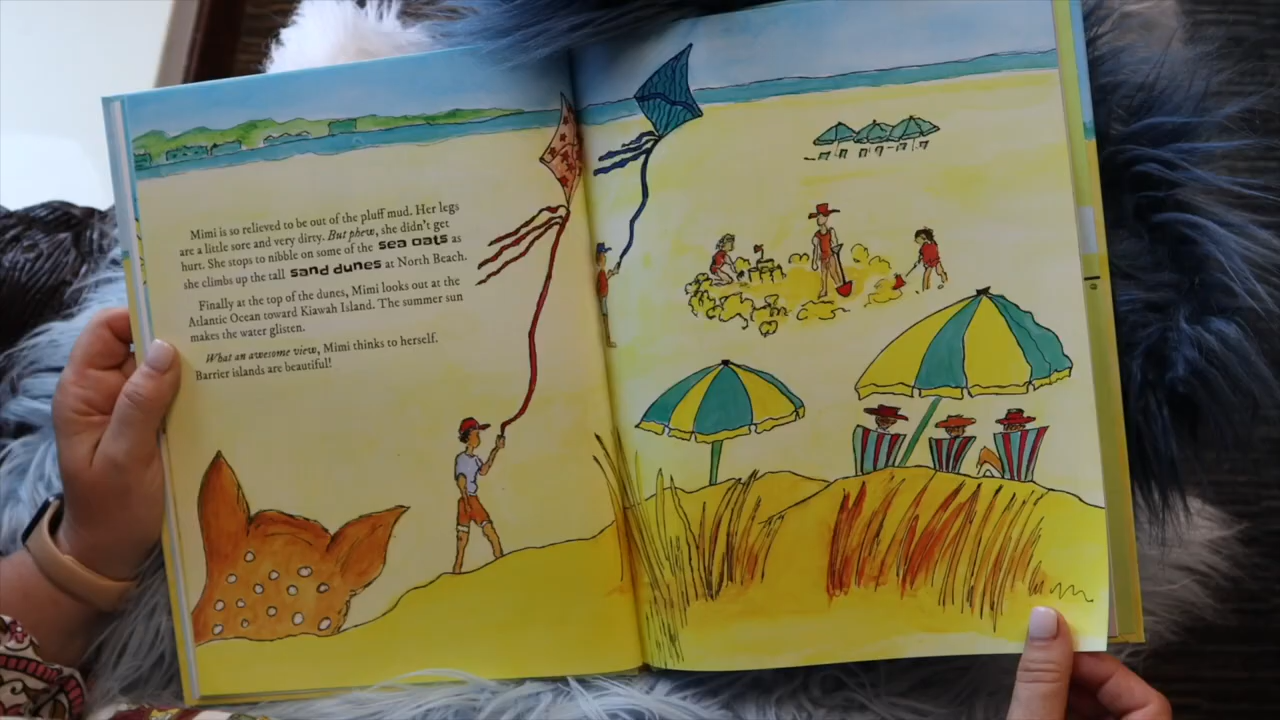 Mimi is so relieved to be out of the pluff mud. Her legs
are a little sore and very dirty. But phew, she didn't get
hurt. She stops to nibble on some of the sea oats as
she climbs up the tall sand dunes at North Beach.
Finally at the top of the dunes, Mimi looks out at the
Atlantic Ocean toward Kiawah Island. The summer sun
makes the water glisten.
What an awesome view, Mimi thinks to herself.
Barrier islands are beautiful!